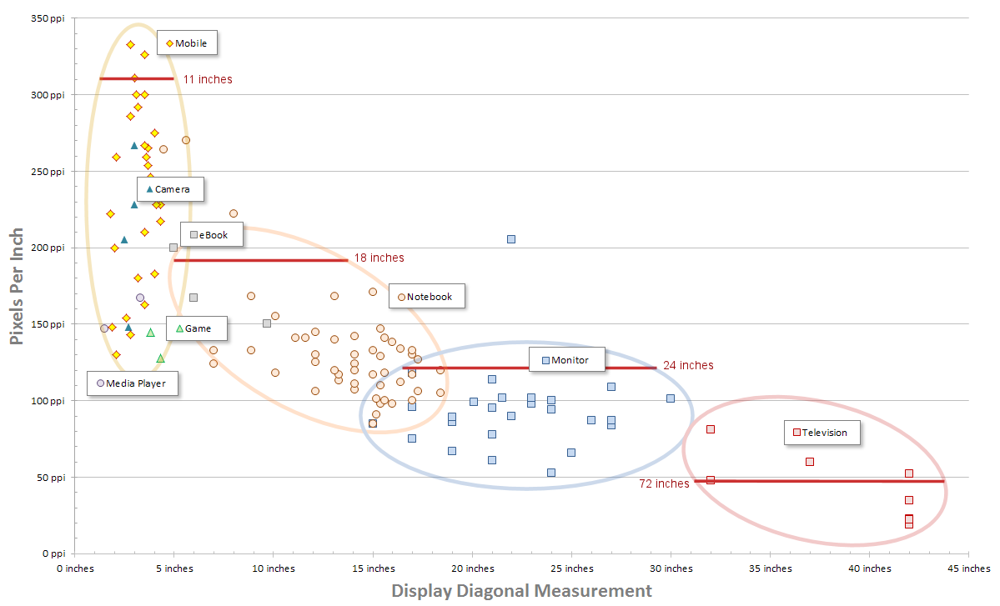 350 ppi
Mobile
11 inches
300 ppi
250 ppi
Camera
eBook
200 ppi
18 inches
Notebook
150 ppi
Game
Monitor
24 inches
Media Player
100 ppi
Television
72 inches
50 ppi
0 ppi
Pixels Per Inch
0 inches
5 inches
10 inches
15 inches
20 inches
25 inches
30 inches
35 inches
40 inches
45 inches
Display Diagonal Measurement